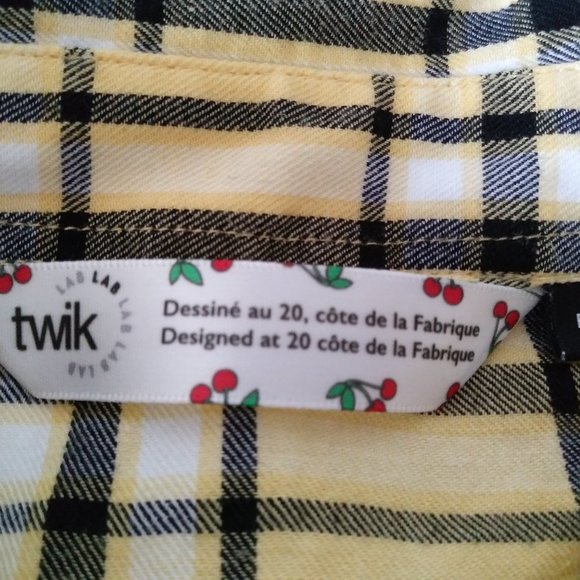 LAB LAB LAB LAB LAB
twik
Dessiné au 20, côte de la Fabrique
Designed at 20 côte de la Fabrique